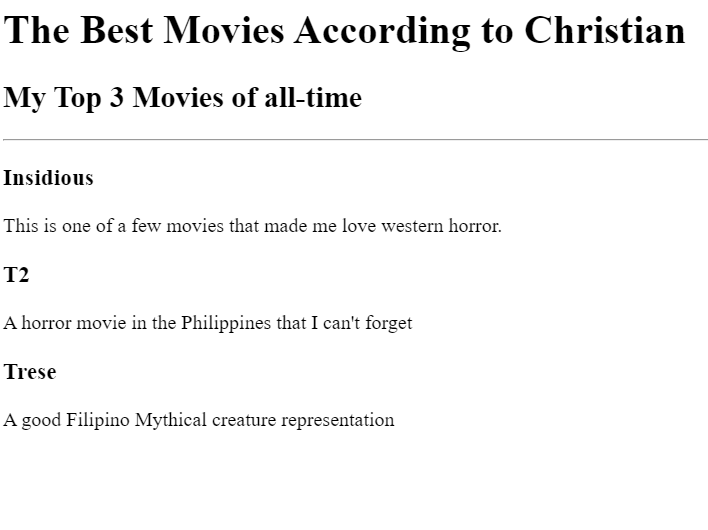 The Best Movies According to Christian
My Top 3 Movies of all-time
Insidious
This is one of a few movies that made me love western horror.
T2
A horror movie in the Philippines that I can't forget
Trese
A good Filipino Mythical creature representation